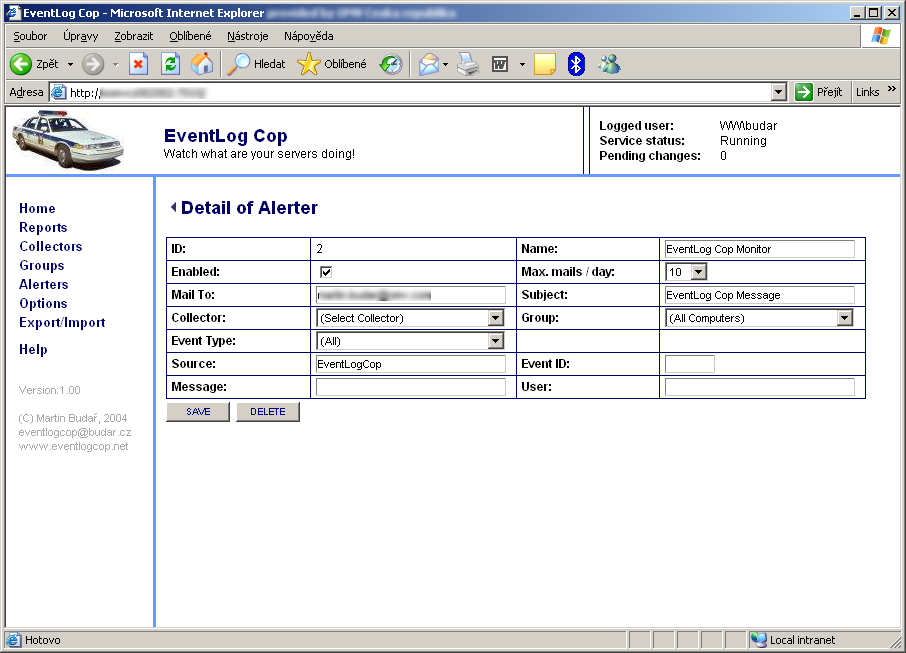 EventLog Cop - Microsoft Internet Explorer
Soubor Úpravy Zobrazit Oblíbené Nástroje Nápověda
Zpět Hledat Oblíbené
Adresa http:// Přejít Links »
EventLog Cop
Watch what are your servers doing!
Logged user: WW\budar
Service status: Running
Pending changes: 0
Home
Reports
Collectors
Groups
Alerters
Options
Export/Import
Help
Version:1.00
(C) Martin Budař, 2004
eventlogcop@budar.cz
www.eventlogcop.net
Detail of Alerter
ID: 2 Name: EventLog Cop Monitor
Enabled: Max. mails / day: 10
Mail To: Subject: EventLog Cop Message
Collector: (Select Collector) Group: (All Computers)
Event Type: (All)
Source: EventLogCop Event ID:
Message: User:
SAVE DELETE
Hotovo Local intranet